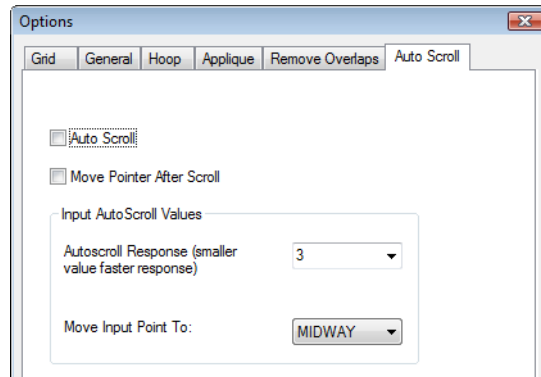 Options
Grid General Hoop Applique Remove Overlaps Auto Scroll
Auto Scroll
Move Pointer After Scroll
Input AutoScroll Values
Autoscroll Response (smaller
value faster response)
3
Move Input Point To:
MIDWAY